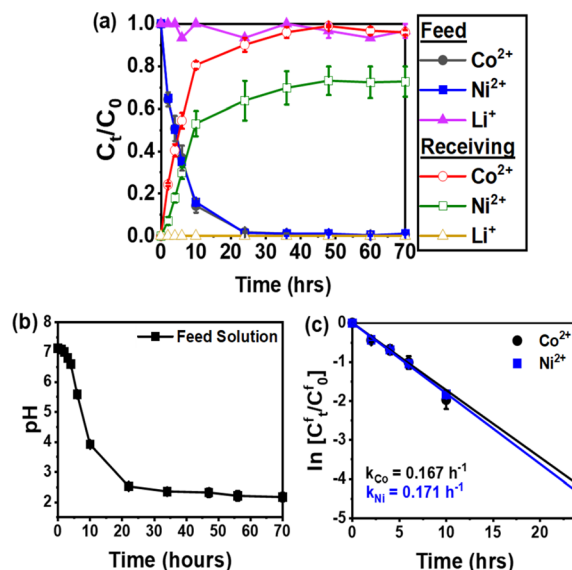 (a)
Cₜ/C₀
1.0
0.8
0.6
0.4
0.2
0.0
0 10 20 30 40 50 60 70
Time (hrs)
Feed
Co²⁺
Ni²⁺
Li⁺
Receiving
Co²⁺
Ni²⁺
Li⁺
(b)
Feed Solution
pH
8
7
6
5
4
3
2
0 10 20 30 40 50 60 70
Time (hours)
(c)
Co²⁺
Ni²⁺
ln [Cᶠₜ/Cᶠ₀]
0
-1
-2
-3
-4
-5
k_Co = 0.167 h⁻¹
k_Ni = 0.171 h⁻¹
0 5 10 15 20
Time (hrs)